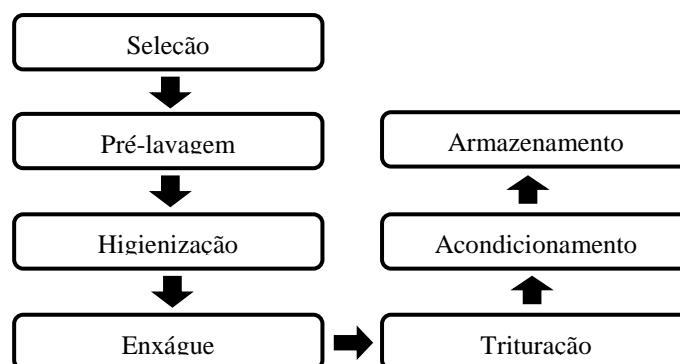 Seleção
Pré-lavagem
Higienização
Enxágue
Trituração
Acondicionamento
Armazenamento